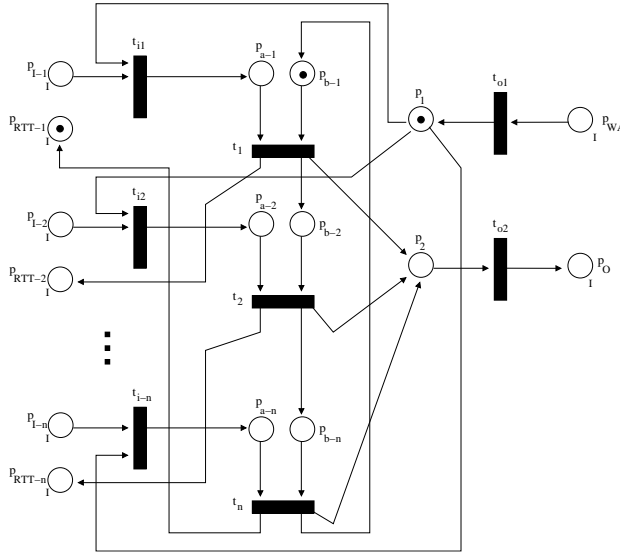 t_i1
p_a-1
p_I-1
I
p_b-1
p_1
t_o1
p_RTT-1
I
p_WA
I
t_1
t_i2
p_a-2
p_I-2
I
p_b-2
p_2
t_o2
p_RTT-2
I
p_O
I
t_2
t_i-n
p_a-n
p_I-n
I
p_b-n
p_RTT-n
I
t_n